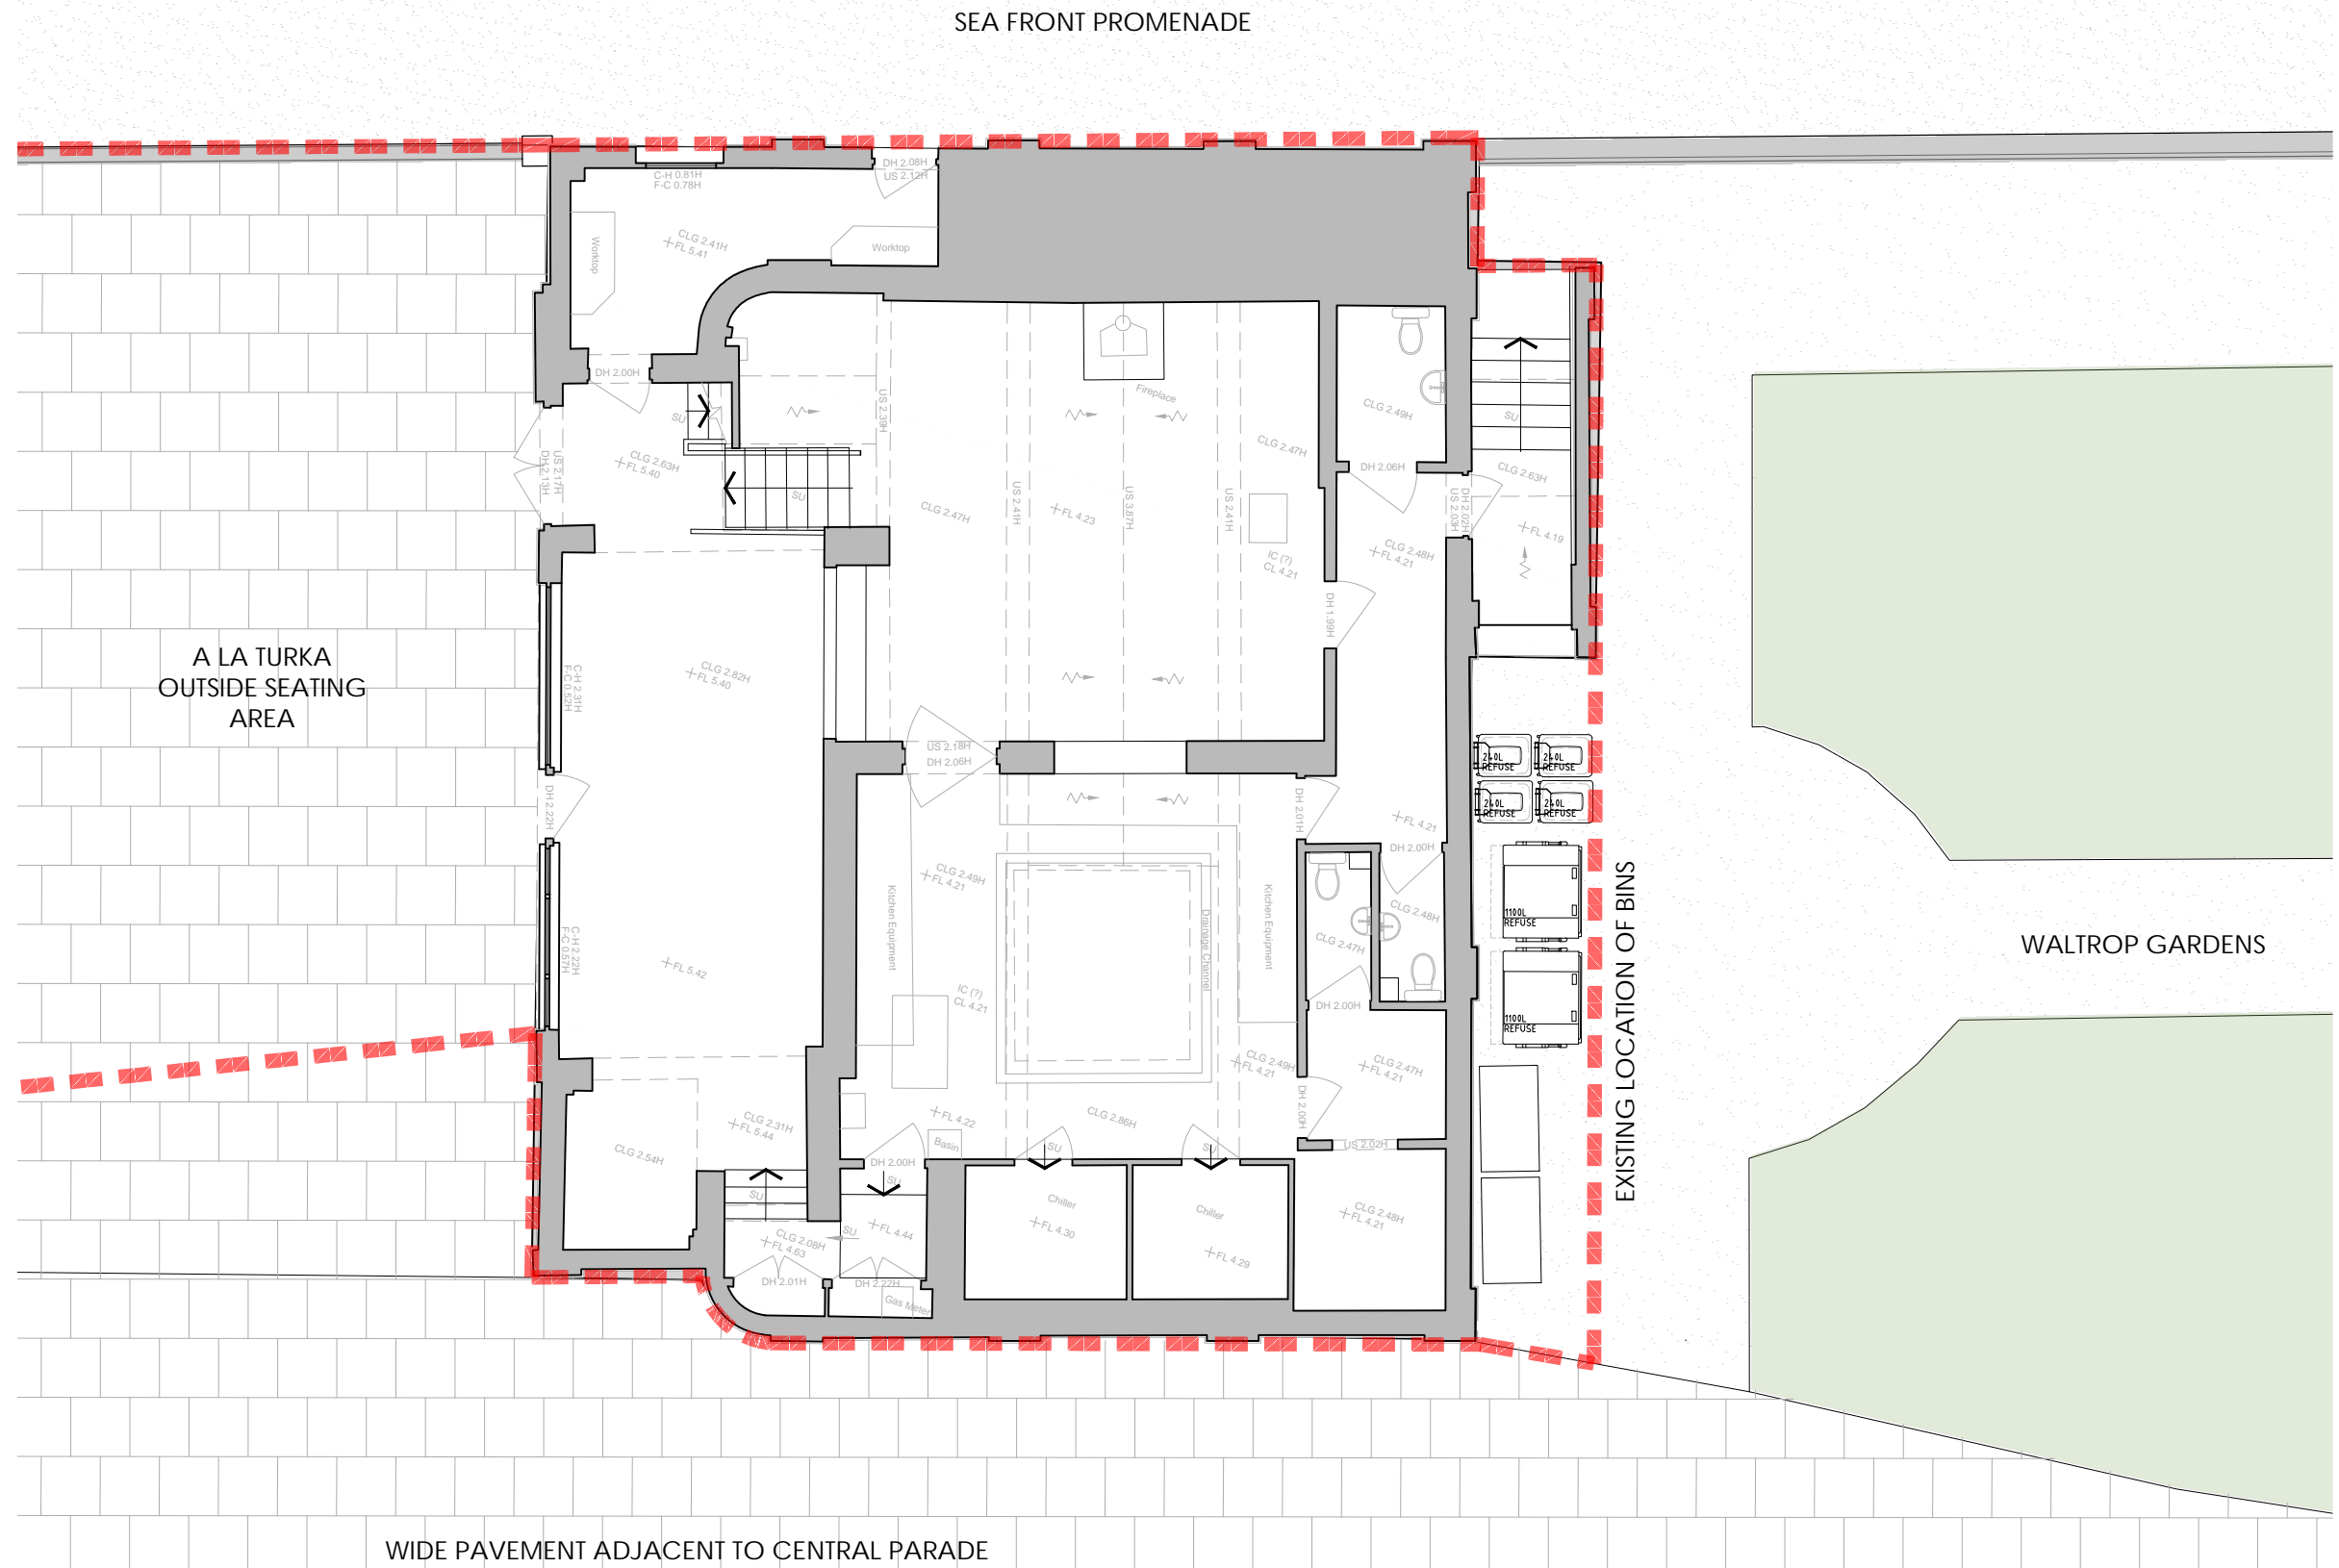 SEA FRONT PROMENADE
DH 2.08H
US 2.12H
C-H 0.81H
F-C 0.78H
CLG 2.41H
FL 5.41
Worktop
Worktop
DH 2.00H
SU
US 2.39H
Fireplace
CLG 2.49H
CLG 2.47H
DH 2.06H
SU
CLG 2.63H
FL 5.40
US 2.17H
DH 2.13H
SU
CLG 2.47H
US 2.41H
FL 4.23
US 3.87H
US 2.41H
IC (?)
CL 4.21
CLG 2.48H
FL 4.21
DH 2.02H
US 2.03H
CLG 2.63H
FL 4.19
DH 1.99H
A LA TURKA
OUTSIDE SEATING
AREA
C-H 2.31H
F-C 0.52H
CLG 2.82H
FL 5.40
US 2.18H
DH 2.06H
DH 2.22H
DH 2.01H
FL 4.21
DH 2.00H
240L
REFUSE
240L
REFUSE
240L
REFUSE
240L
REFUSE
1100L
REFUSE
1100L
REFUSE
EXISTING LOCATION OF BINS
WALTROP GARDENS
CLG 2.49H
FL 4.21
Kitchen Equipment
Drainage Channel
Kitchen Equipment
CLG 2.47H
CLG 2.48H
C-H 2.22H
F-C 0.57H
FL 5.42
IC (?)
CL 4.21
DH 2.00H
CLG 2.49H
FL 4.21
CLG 2.47H
FL 4.21
DH 2.00H
CLG 2.31H
FL 5.44
CLG 2.54H
FL 4.22
Basin
CLG 2.86H
US 2.02H
DH 2.00H
SU
SU
SU
SU
SU
CLG 2.08H
FL 4.63
FL 4.44
Chiller
FL 4.30
Chiller
FL 4.29
CLG 2.48H
FL 4.21
DH 2.01H
DH 2.22H
Gas Meter
WIDE PAVEMENT ADJACENT TO CENTRAL PARADE